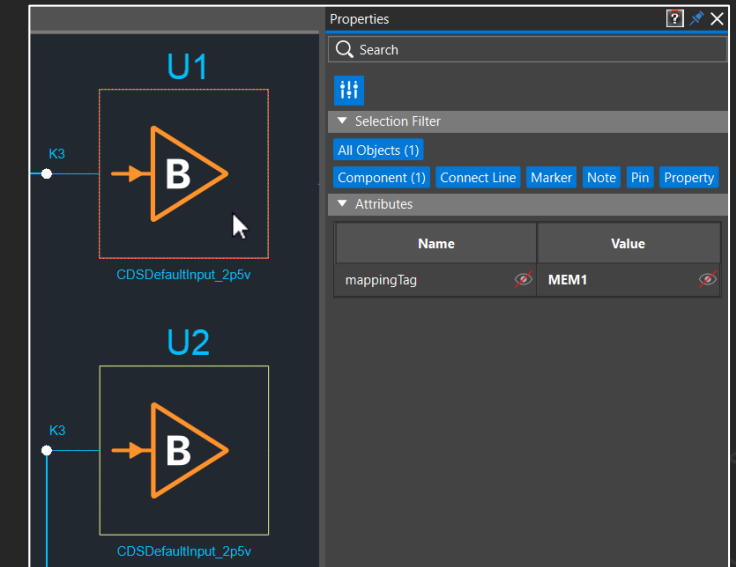 U1
K3
B
CDSDefaultInput_2p5v
U2
K3
B
CDSDefaultInput_2p5v
Properties ?
Search
Selection Filter
All Objects (1)
Component (1) Connect Line Marker Note Pin Property
Attributes
Name Value
mappingTag MEM1